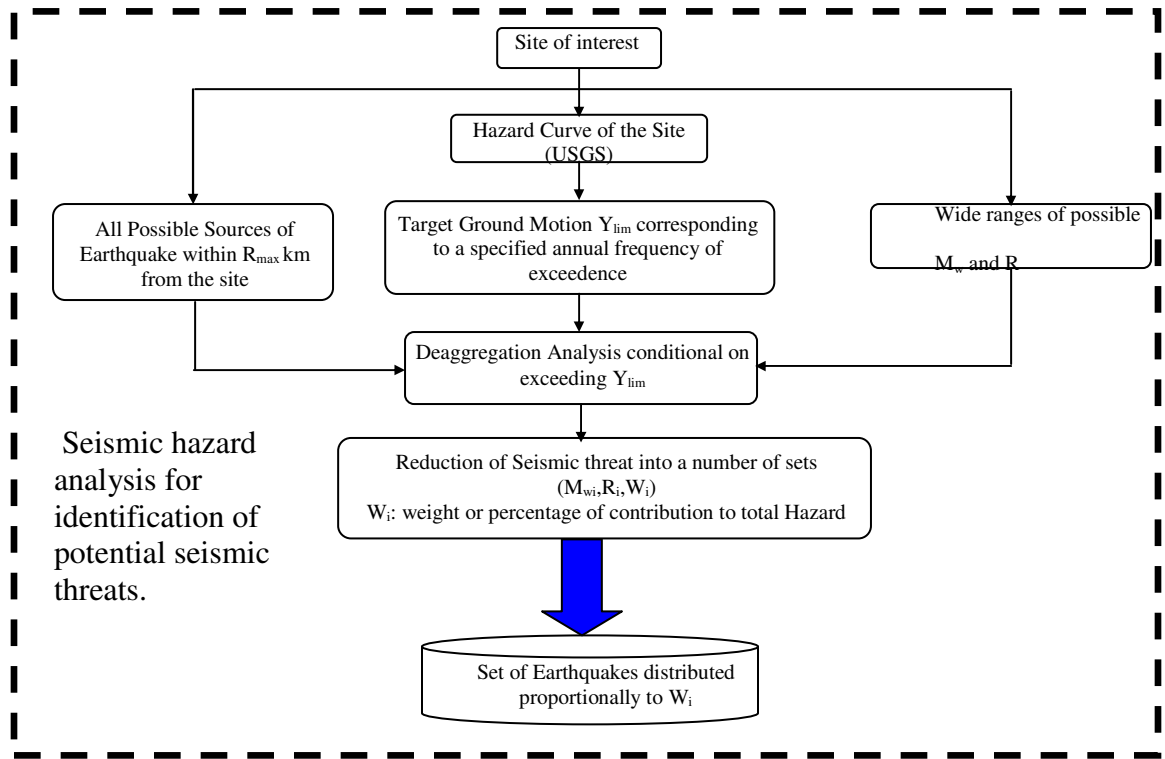 Site of interest
Hazard Curve of the Site
(USGS)
All Possible Sources of
Earthquake within Rmax km
from the site
Target Ground Motion Ylim corresponding
to a specified annual frequency of
exceedence
Wide ranges of possible
Mw and R
Deaggregation Analysis conditional on
exceeding Ylim
Seismic hazard
analysis for
identification of
potential seismic
threats.
Reduction of Seismic threat into a number of sets
(Mwi,Ri,Wi)
Wi: weight or percentage of contribution to total Hazard
Set of Earthquakes distributed
proportionally to Wi